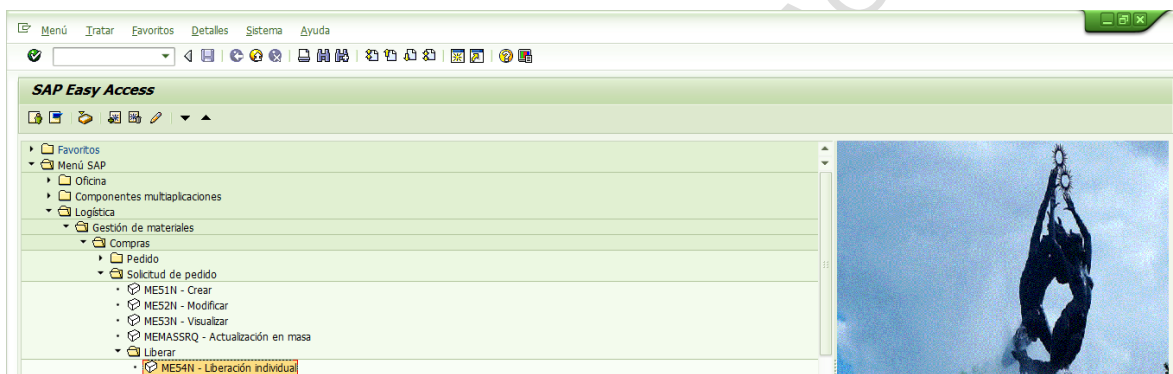 Menú Tratar Favoritos Detalles Sistema Ayuda
SAP Easy Access
Favoritos
Menú SAP
Oficina
Componentes multiaplicaciones
Logística
Gestión de materiales
Compras
Pedido
Solicitud de pedido
ME51N - Crear
ME52N - Modificar
ME53N - Visualizar
MEMASSRQ - Actualización en masa
Liberar
ME54N - Liberación individual